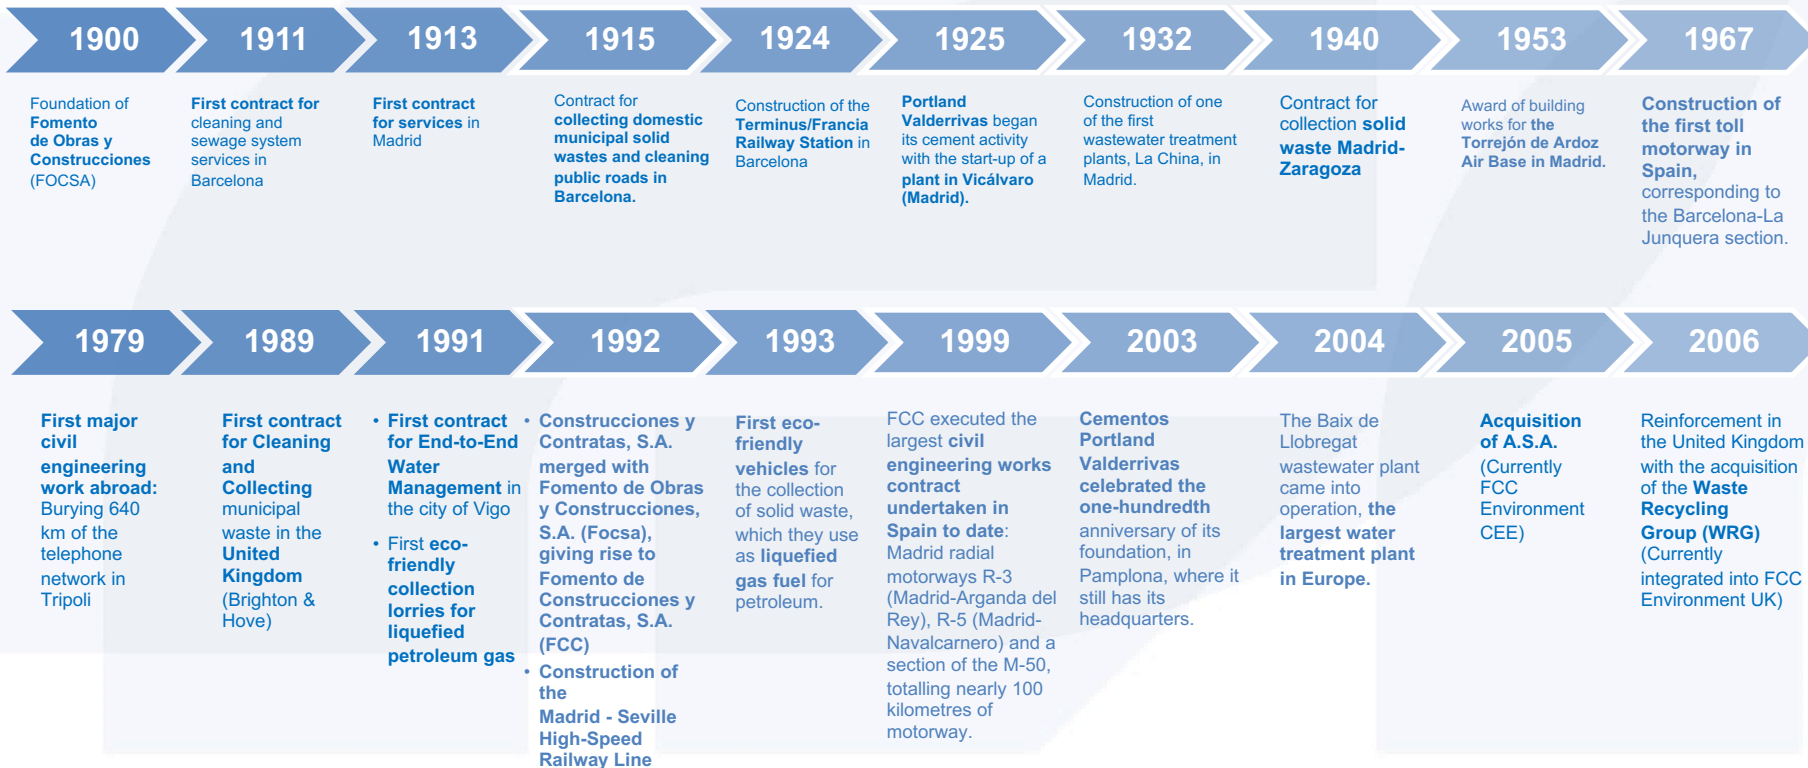 1900
1911
1913
1915
1924
1925
1932
1940
1953
1967
Foundation of
Fomento
de Obras y
Construcciones
(FOCSA)
First contract for
cleaning and
sewage system
services in
Barcelona
First contract
for services in
Madrid
Contract for
collecting domestic
municipal solid
wastes and cleaning
public roads in
Barcelona.
Construction of the
Terminus/Francia
Railway Station in
Barcelona
Portland
Valderrivas began
its cement activity
with the start-up of a
plant in Vicálvaro
(Madrid).
Construction of one
of the first
wastewater treatment
plants, La China, in
Madrid.
Contract for
collection solid
waste Madrid-
Zaragoza
Award of building
works for the
Torrejón de Ardoz
Air Base in Madrid.
Construction of
the first toll
motorway in
Spain,
corresponding to
the Barcelona-La
Junquera section.
1979
1989
1991
1992
1993
1999
2003
2004
2005
2006
First major
civil
engineering
work abroad:
Burying 640
km of the
telephone
network in
Tripoli
First contract
for Cleaning
and
Collecting
municipal
waste in the
United
Kingdom
(Brighton &
Hove)
• First contract
for End-to-End
Water
Management in
the city of Vigo
• First eco-
friendly
collection
lorries for
liquefied
petroleum gas
• Construcciones y
Contratas, S.A.
merged with
Fomento de Obras
y Construcciones,
S.A. (Focsa),
giving rise to
Fomento de
Construcciones y
Contratas, S.A.
(FCC)
• Construction of
the
Madrid - Seville
High-Speed
Railway Line
First eco-
friendly
vehicles for
the collection
of solid waste,
which they use
as liquefied
gas fuel for
petroleum.
FCC executed the
largest civil
engineering works
contract
undertaken in
Spain to date:
Madrid radial
motorways R-3
(Madrid-Arganda del
Rey), R-5 (Madrid-
Navalcarnero) and a
section of the M-50,
totalling nearly 100
kilometres of
motorway.
Cementos
Portland
Valderrivas
celebrated the
one-hundredth
anniversary of its
foundation, in
Pamplona, where it
still has its
headquarters.
The Baix de
Llobregat
wastewater plant
came into
operation, the
largest water
treatment plant
in Europe.
Acquisition
of A.S.A.
(Currently
FCC
Environment
CEE)
Reinforcement in
the United Kingdom
with the acquisition
of the Waste
Recycling
Group (WRG)
(Currently
integrated into FCC
Environment UK)